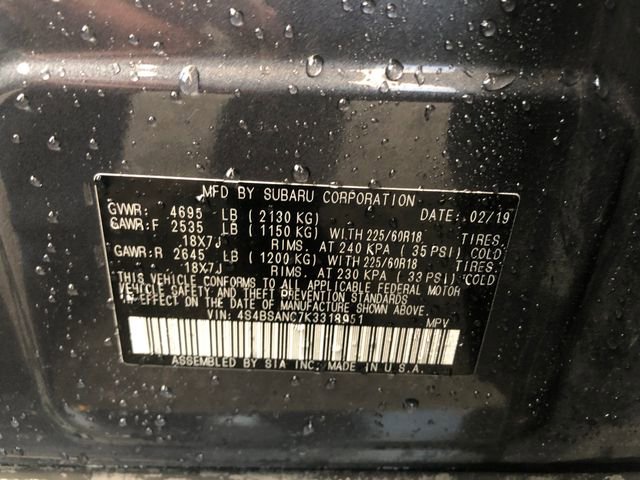 MFD BY SUBARU CORPORATION
GVWR: 4695 LB (2130 KG) DATE: 02/19
GAWR:F 2535 LB (1150 KG) WITH 225/60R18 TIRES.
18X7J RIMS. AT 240 KPA (35 PSI) COLD
GAWR:R 2645 LB (1200 KG) WITH 225/60R18 TIRES.
18X7J RIMS. AT 230 KPA (33 PSI) COLD
THIS VEHICLE CONFORMS TO ALL APPLICABLE FEDERAL MOTOR
VEHICLE SAFETY AND THEFT PREVENTION STANDARDS
IN EFFECT ON DATE OF MANUFACTURE SHOWN ABOVE.
VIN: 4S4BSANC7K3318951 MPV
ASSEMBLED BY SIA INC. MADE IN U.S.A.